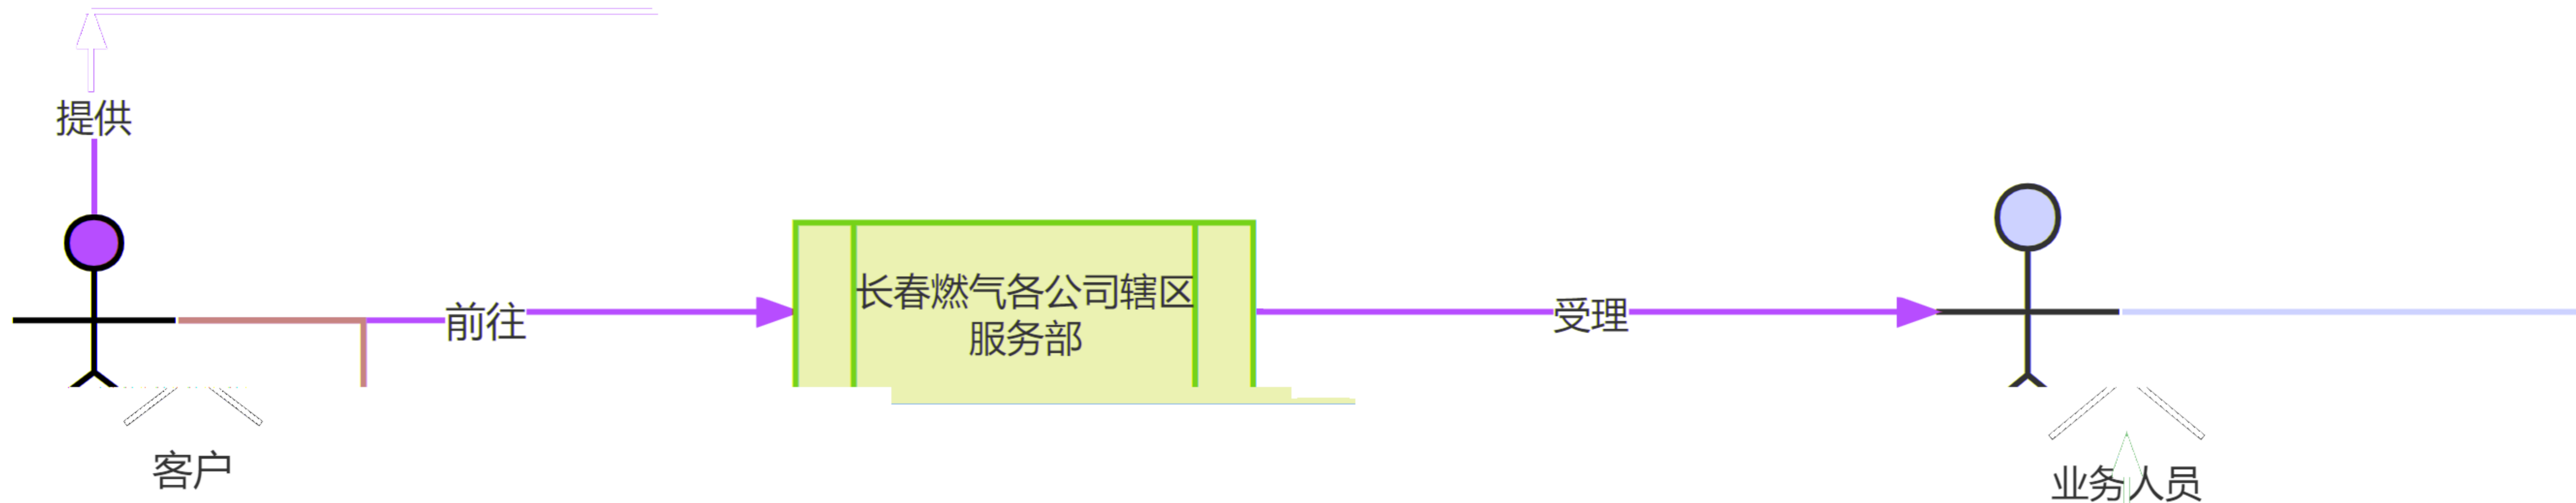 提供
前往
长春燃气各公司辖区
服务部
受理
客户
业务人员